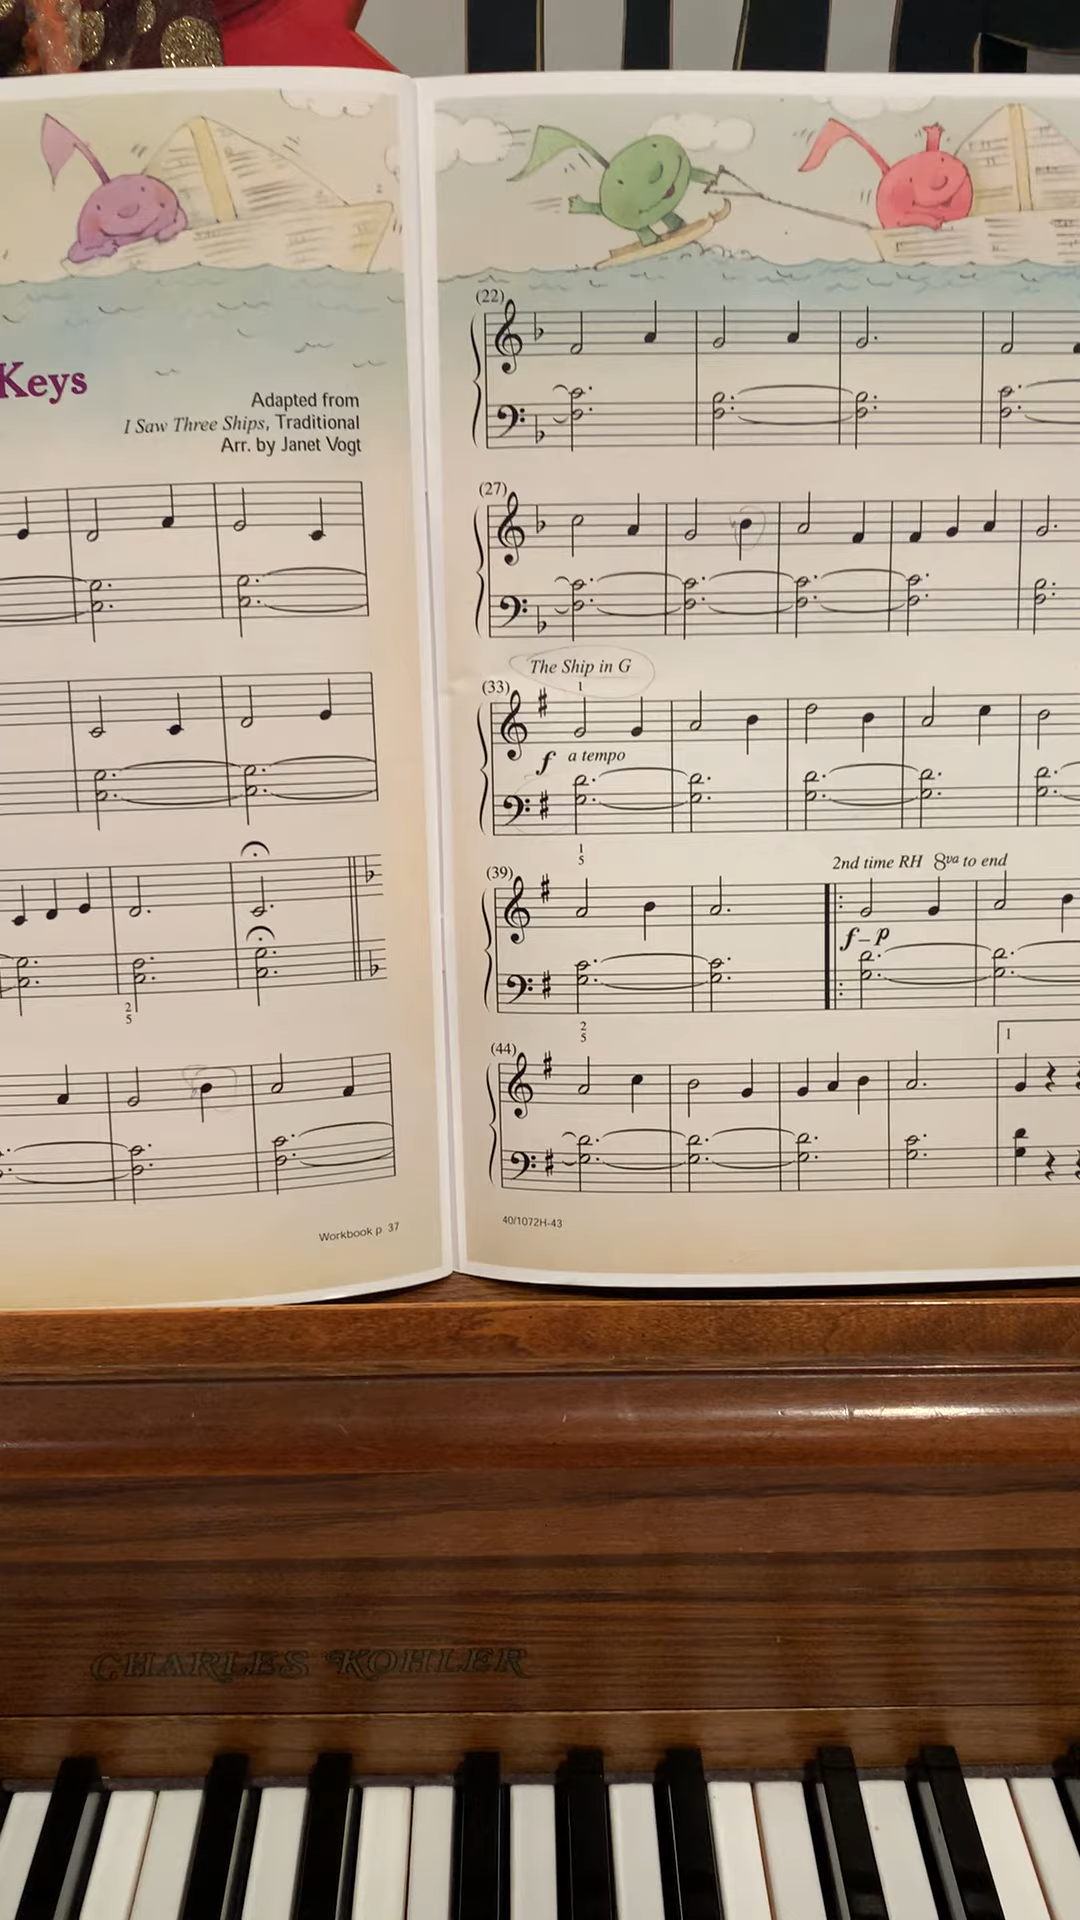 Keys
Adapted from
I Saw Three Ships, Traditional
Arr. by Janet Vogt
2
5
Workbook p. 37
(22)
(27)
The Ship in G
(33)
1
f a tempo
1
5
2nd time RH 8va to end
(39)
f–p
2
5
(44)
1
40/1072H-43
CHARLES KOHLER